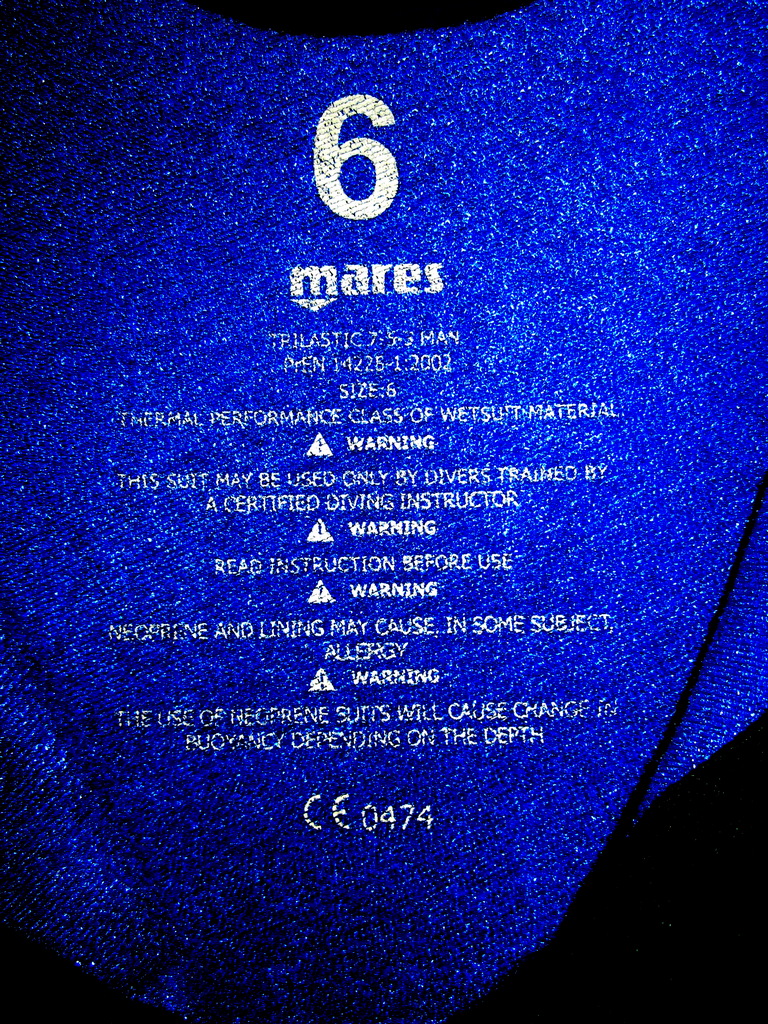 6
mares
TRILASTIC 7-5-3 MAN
PrEN 14225-1:2002
SIZE:6
THERMAL PERFORMANCE CLASS OF WETSUIT MATERIAL:
WARNING
THIS SUIT MAY BE USED ONLY BY DIVERS TRAINED BY
A CERTIFIED DIVING INSTRUCTOR
WARNING
READ INSTRUCTION BEFORE USE
WARNING
NEOPRENE AND LINING MAY CAUSE, IN SOME SUBJECT,
ALLERGY
WARNING
THE USE OF NEOPRENE SUITS WILL CAUSE CHANGE IN
BUOYANCY DEPENDING ON THE DEPTH
CE 0474